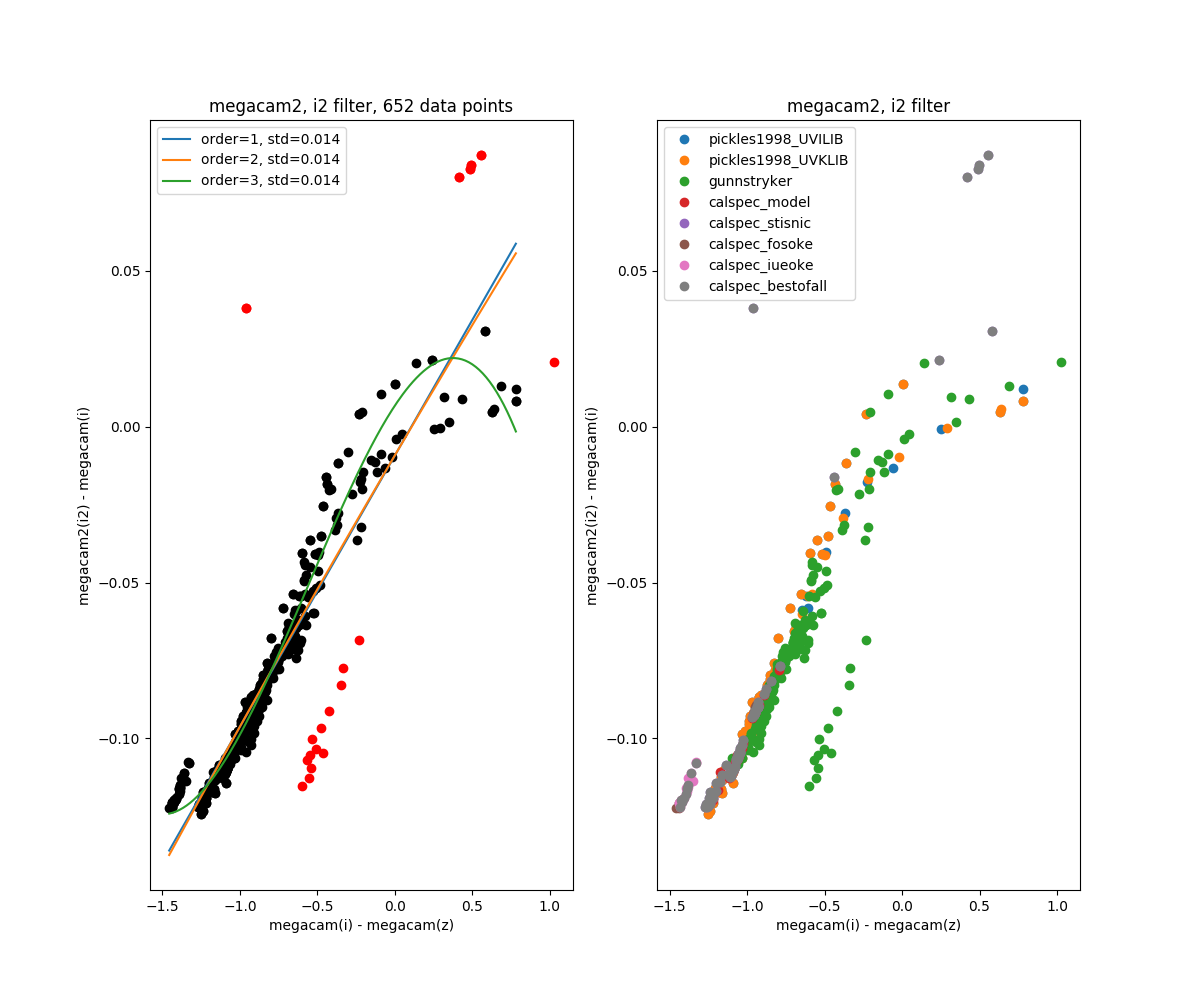 megacam2, i2 filter, 652 data points
order=1, std=0.014
order=2, std=0.014
order=3, std=0.014
0.05
0.00
−0.05
−0.10
megacam2(i2) - megacam(i)
−1.5 −1.0 −0.5 0.0 0.5 1.0
megacam(i) - megacam(z)
megacam2, i2 filter
pickles1998_UVILIB
pickles1998_UVKLIB
gunnstryker
calspec_model
calspec_stisnic
calspec_fosoke
calspec_iueoke
calspec_bestofall
0.05
0.00
−0.05
−0.10
megacam2(i2) - megacam(i)
−1.5 −1.0 −0.5 0.0 0.5 1.0
megacam(i) - megacam(z)